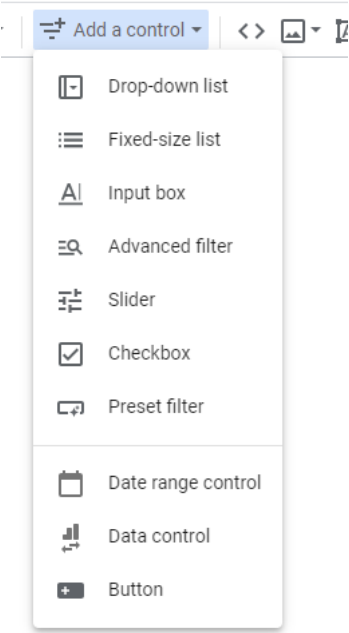 Add a control
Drop-down list
Fixed-size list
Input box
Advanced filter
Slider
Checkbox
Preset filter
Date range control
Data control
Button